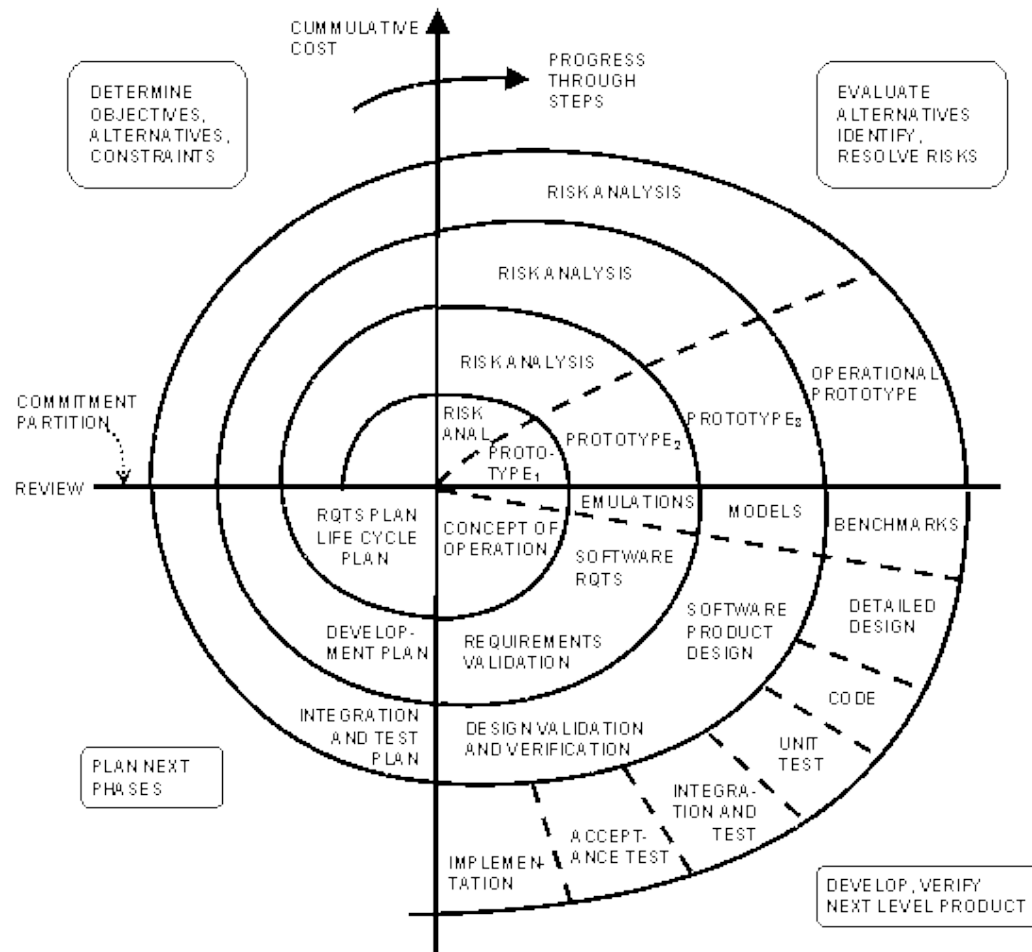 CUMMULATIVE
COST
PROGRESS
THROUGH
STEPS
DETERMINE
OBJECTIVES,
ALTERNATIVES,
CONSTRAINTS
EVALUATE
ALTERNATIVES
IDENTIFY,
RESOLVE RISKS
RISK ANALYSIS
RISK ANALYSIS
RISK ANALYSIS
RISK
ANAL.
PROTO-
TYPE₁
PROTOTYPE₂
PROTOTYPE₃
OPERATIONAL
PROTOTYPE
COMMITMENT
PARTITION
REVIEW
RQTS PLAN
LIFE CYCLE
PLAN
CONCEPT OF
OPERATION
EMULATIONS
MODELS
BENCHMARKS
SOFTWARE
RQTS
SOFTWARE
PRODUCT
DESIGN
DETAILED
DESIGN
DEVELOP-
MENT PLAN
REQUIREMENTS
VALIDATION
CODE
INTEGRATION
AND TEST
PLAN
DESIGN VALIDATION
AND VERIFICATION
UNIT
TEST
INTEGRA-
TION AND
TEST
ACCEPT-
ANCE TEST
IMPLEMEN-
TATION
PLAN NEXT
PHASES
DEVELOP, VERIFY
NEXT LEVEL PRODUCT